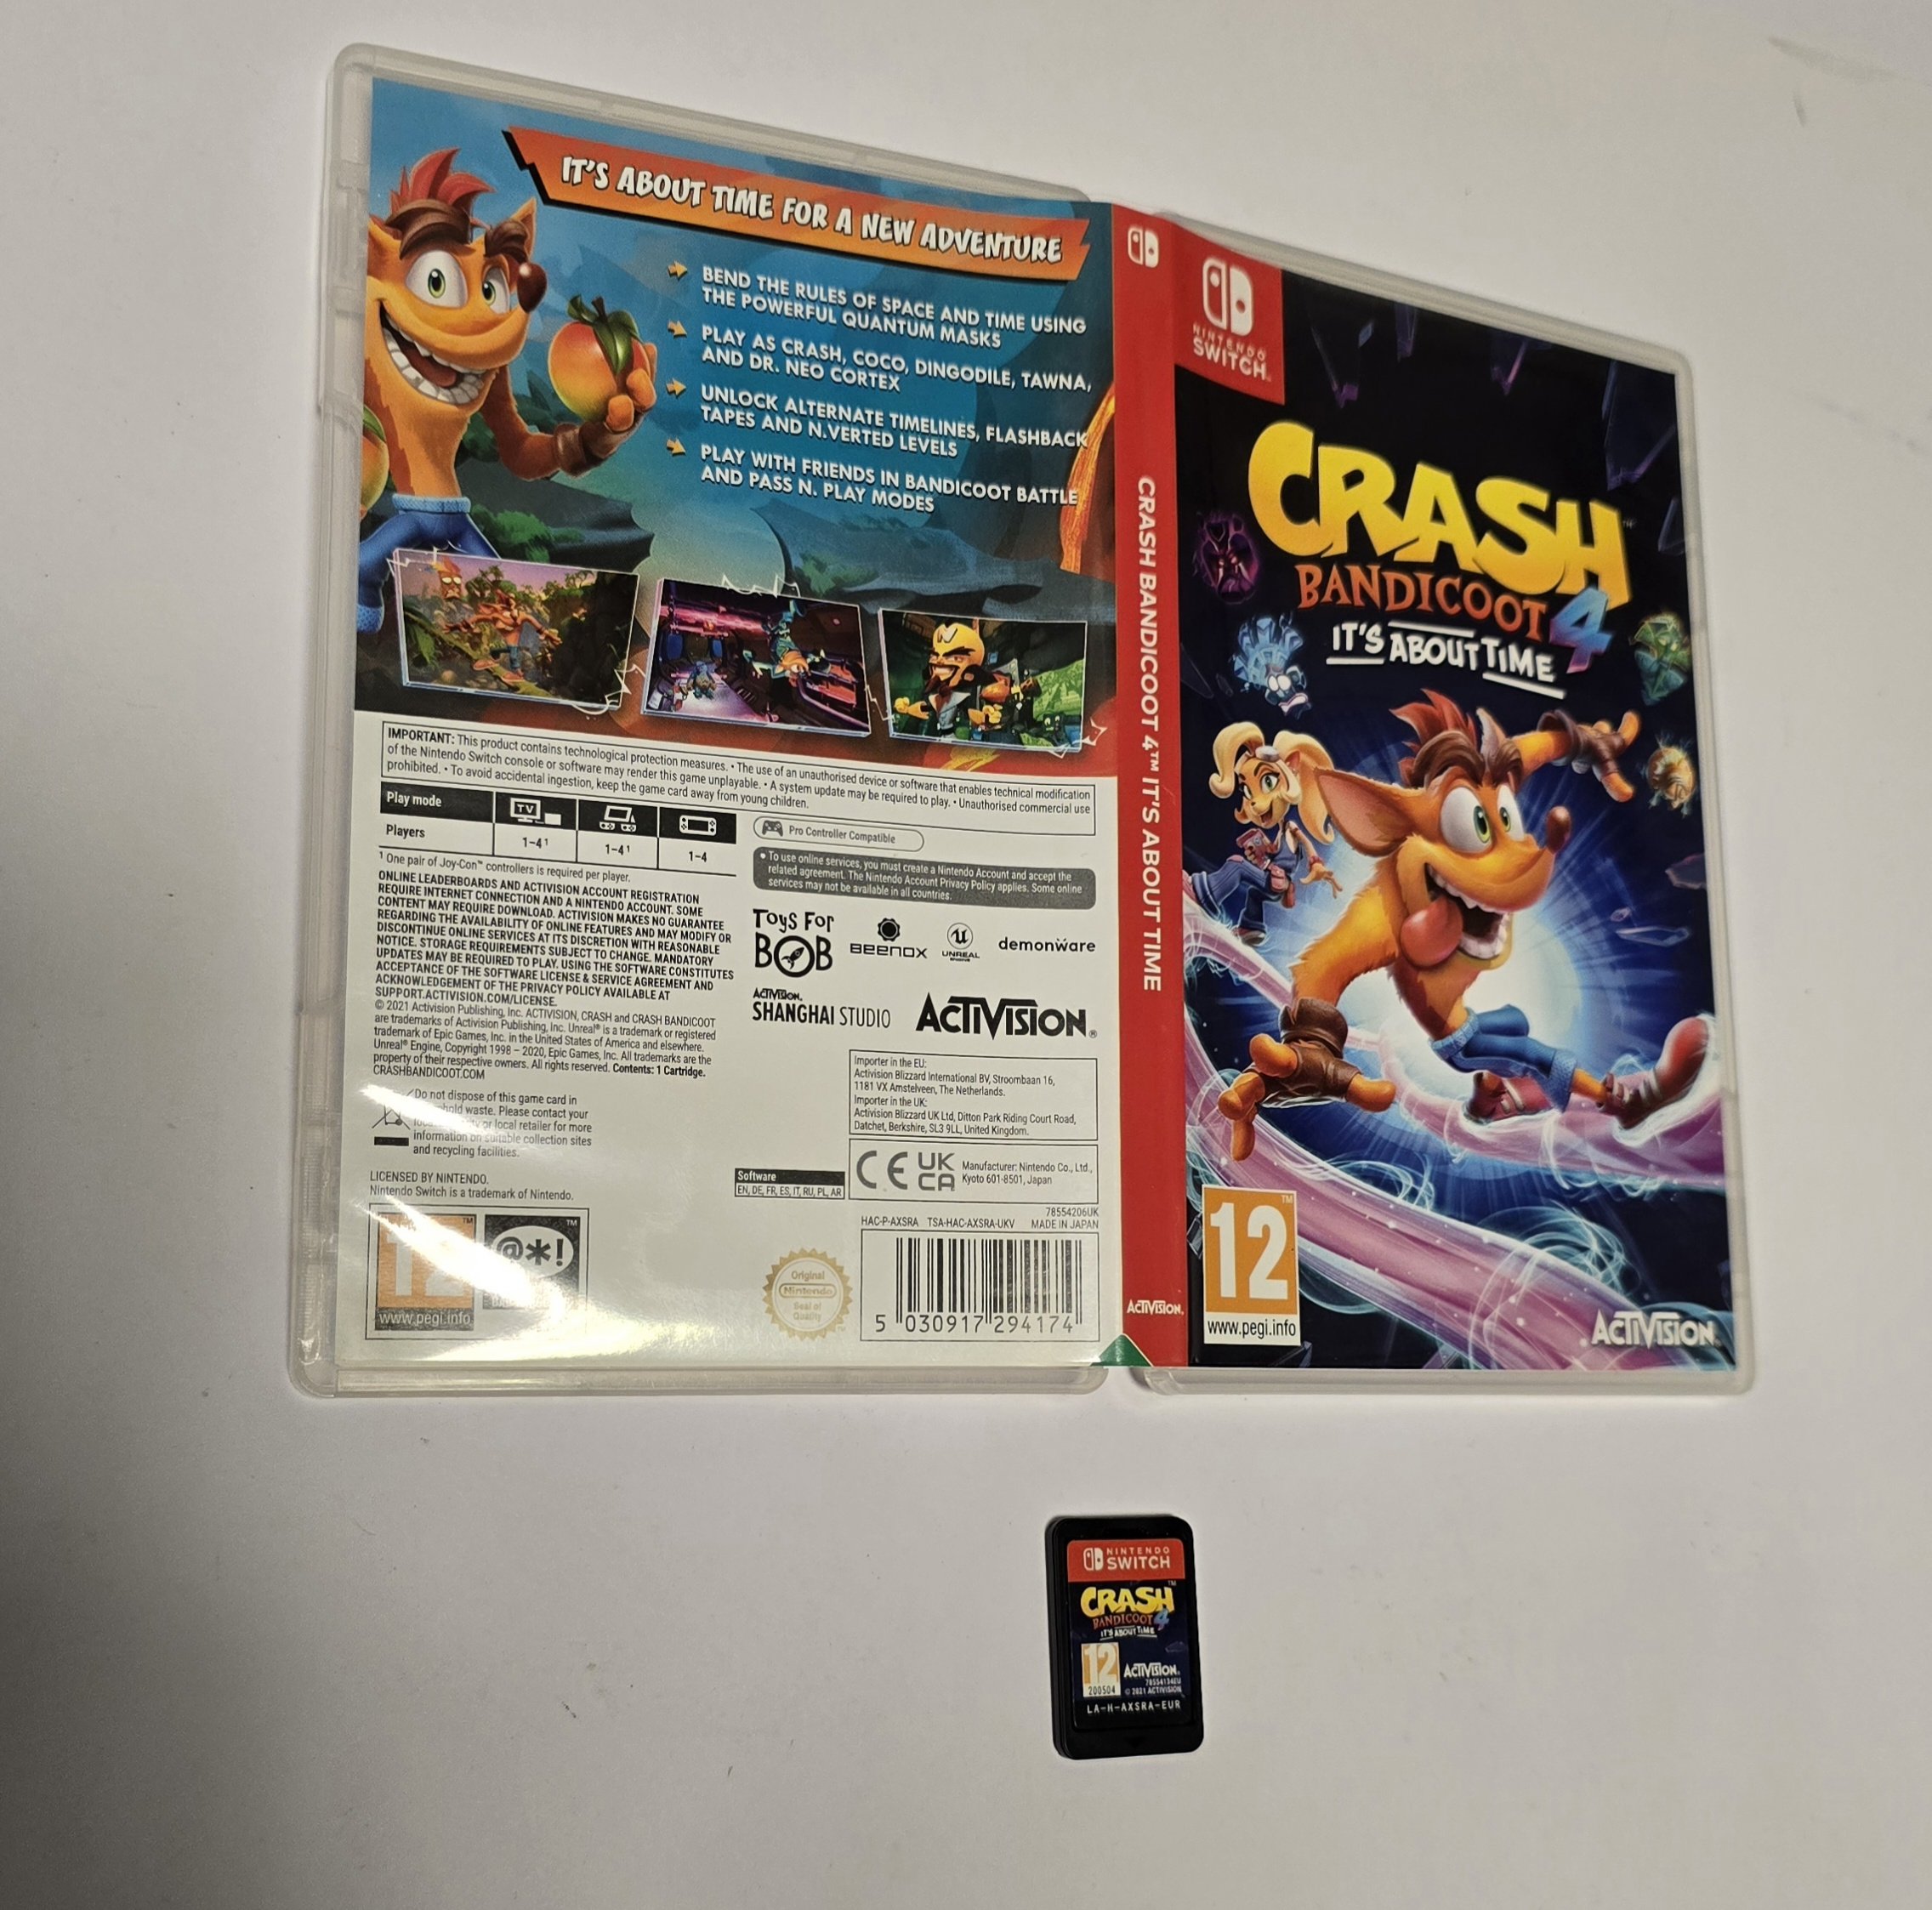 IT'S ABOUT TIME FOR A NEW ADVENTURE
BEND THE RULES OF SPACE AND TIME USING
THE POWERFUL QUANTUM MASKS
PLAY AS CRASH, COCO, DINGODILE, TAWNA,
AND DR. NEO CORTEX
UNLOCK ALTERNATE TIMELINES, FLASHBACK
TAPES AND N.VERTED LEVELS
PLAY WITH FRIENDS IN BANDICOOT BATTLE
AND PASS N. PLAY MODES
IMPORTANT: This product contains technological protection measures. • The use of an unauthorised device or software that enables technical modification
of the Nintendo Switch console or software may render this game unplayable. • A system update may be required to play. • Unauthorised commercial use
prohibited. • To avoid accidental ingestion, keep the game card away from young children.
Play mode TV
Players 1-4¹ 1-4¹ 1-4
¹ One pair of Joy-Con™ controllers is required per player.
ONLINE LEADERBOARDS AND ACTIVISION ACCOUNT REGISTRATION
REQUIRE INTERNET CONNECTION AND A NINTENDO ACCOUNT. SOME
CONTENT MAY REQUIRE DOWNLOAD. ACTIVISION MAKES NO GUARANTEE
REGARDING THE AVAILABILITY OF ONLINE FEATURES AND MAY MODIFY OR
DISCONTINUE ONLINE SERVICES AT ITS DISCRETION WITH REASONABLE
NOTICE. STORAGE REQUIREMENTS SUBJECT TO CHANGE. MANDATORY
UPDATES MAY BE REQUIRED TO PLAY. USING THE SOFTWARE CONSTITUTES
ACCEPTANCE OF THE SOFTWARE LICENSE & SERVICE AGREEMENT AND
ACKNOWLEDGEMENT OF THE PRIVACY POLICY AVAILABLE AT
SUPPORT.ACTIVISION.COM/LICENSE.
© 2021 Activision Publishing, Inc. ACTIVISION, CRASH and CRASH BANDICOOT
are trademarks of Activision Publishing, Inc. Unreal® is a trademark or registered
trademark of Epic Games, Inc. in the United States of America and elsewhere.
Unreal® Engine, Copyright 1998 – 2020, Epic Games, Inc. All trademarks are the
property of their respective owners. All rights reserved. Contents: 1 Cartridge.
CRASHBANDICOOT.COM
Do not dispose of this game card in
hold waste. Please contact your
or local retailer for more
information on suitable collection sites
and recycling facilities.
LICENSED BY NINTENDO.
Nintendo Switch is a trademark of Nintendo.
12
@*!
www.pegi.info
Pro Controller Compatible
• To use online services, you must create a Nintendo Account and accept the
related agreement. The Nintendo Account Privacy Policy applies. Some online
services may not be available in all countries.
TOYS FOR
BOB
BEENOX
UNREAL
demonware
ACTIVISION
SHANGHAI STUDIO
ACTIVISION®
Importer in the EU:
Activision Blizzard International BV, Stroombaan 16,
1181 VX Amstelveen, The Netherlands.
Importer in the UK:
Activision Blizzard UK Ltd, Ditton Park Riding Court Road,
Datchet, Berkshire, SL3 9LL, United Kingdom.
CE UK
CA
Manufacturer: Nintendo Co., Ltd.,
Kyoto 601-8501, Japan
Software
EN, DE, FR, ES, IT, RU, PL, AR
78554206UK
HAC-P-AXSRA TSA-HAC-AXSRA-UKV MADE IN JAPAN
Original
Nintendo
Seal of
Quality
5 030917 294174
CRASH BANDICOOT 4™ IT'S ABOUT TIME
ACTIVISION.
NINTENDO
SWITCH
CRASH™
BANDICOOT 4
IT'S ABOUT TIME
12™
www.pegi.info
ACTIVISION
NINTENDO
SWITCH
CRASH™
BANDICOOT 4
IT'S ABOUT TIME
12
200504
ACTIVISION.
78554134EU
© 2021 ACTIVISION
LA-H-AXSRA-EUR